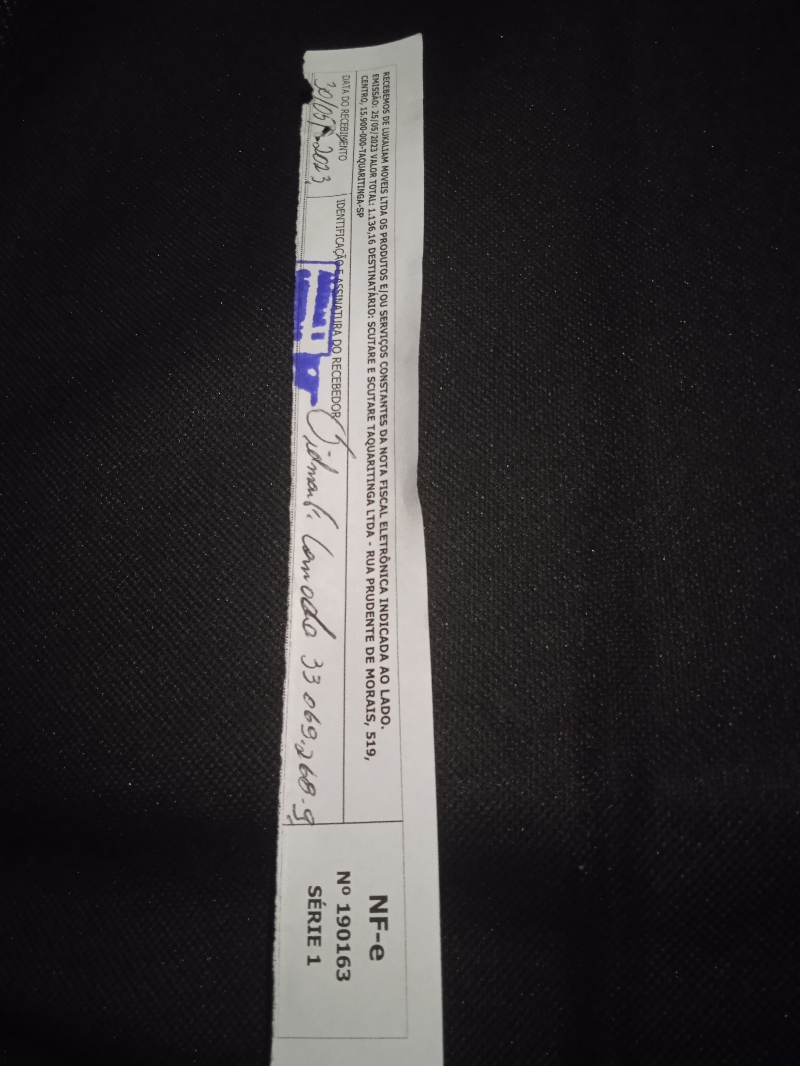 RECEBEMOS DE LUKALIAM MOVEIS LTDA OS PRODUTOS E/OU SERVIÇOS CONSTANTES DA NOTA FISCAL ELETRÔNICA INDICADA AO LADO.
EMISSÃO: 25/05/2023 VALOR TOTAL: 1.136,16 DESTINATÁRIO: SCUTARE E SCUTARE TAQUARITINGA LTDA - RUA PRUDENTE DE MORAIS, 519,
CENTRO, 15.900-000-TAQUARITINGA-SP
DATA DO RECEBIMENTO
30/05/2023
IDENTIFICAÇÃO E ASSINATURA DO RECEBEDOR
33 069.268-9
NF-e
Nº 190163
SÉRIE 1